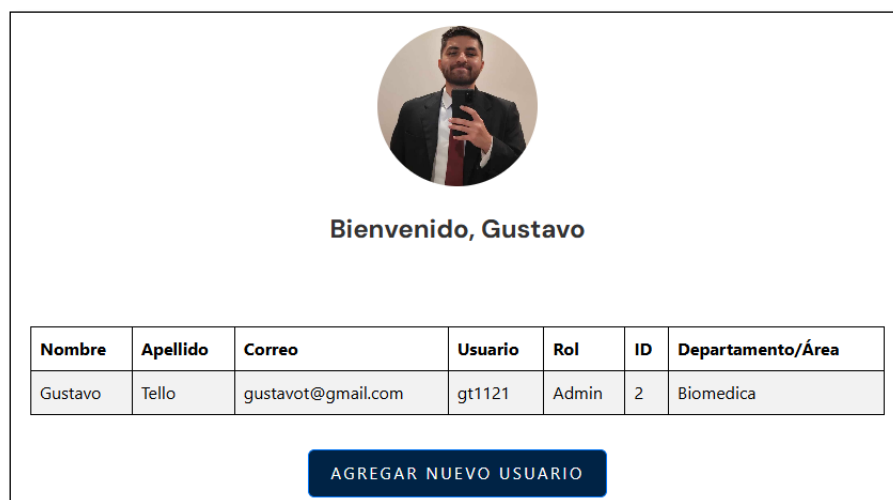 Bienvenido, Gustavo
Nombre Apellido Correo Usuario Rol ID Departamento/Área
Gustavo Tello gustavot@gmail.com gt1121 Admin 2 Biomedica
AGREGAR NUEVO USUARIO